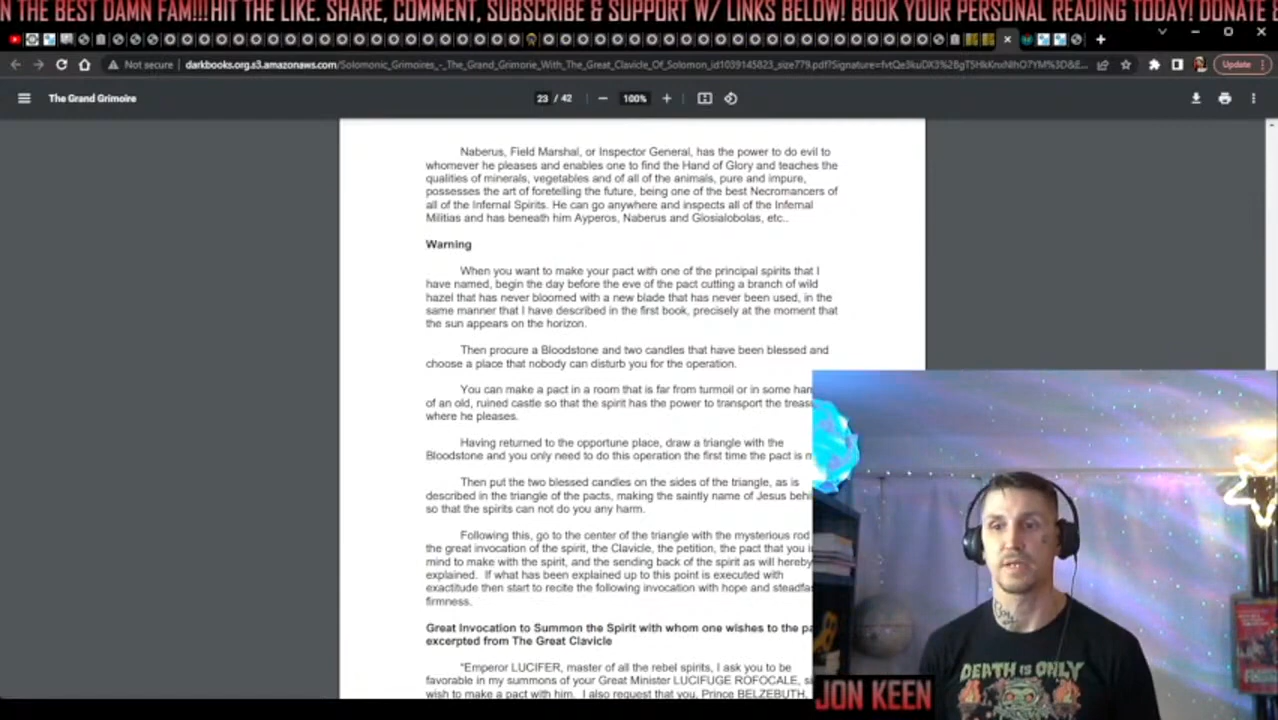 N THE BEST DAMN FAM!!! HIT THE LIKE. SHARE, COMMENT, SUBSCRIBE & SUPPORT W/ LINKS BELOW! BOOK YOUR PERSONAL READING TODAY! DONATE &
Not secure darkbooks.org.s3.amazonaws.com/Solomonic_Grimoires_-_The_Grand_Grimorie_With_The_Great_Clavicle_Of_Solomon_id1039145823_size779.pdf?Signature= Update
The Grand Grimoire 23 / 42 100%
Naberus, Field Marshal, or Inspector General, has the power to do evil to
whomever he pleases and enables one to find the Hand of Glory and teaches the
qualities of minerals, vegetables and of all of the animals, pure and impure,
possesses the art of foretelling the future, being one of the best Necromancers of
all of the Infernal Spirits. He can go anywhere and inspects all of the Infernal
Militias and has beneath him Ayperos, Naberus and Glosialobolas, etc..
Warning
When you want to make your pact with one of the principal spirits that I
have named, begin the day before the eve of the pact cutting a branch of wild
hazel that has never bloomed with a new blade that has never been used, in the
same manner that I have described in the first book, precisely at the moment that
the sun appears on the horizon.
Then procure a Bloodstone and two candles that have been blessed and
choose a place that nobody can disturb you for the operation.
You can make a pact in a room that is far from turmoil or in some ham
of an old, ruined castle so that the spirit has the power to transport the treas
where he pleases.
Having returned to the opportune place, draw a triangle with the
Bloodstone and you only need to do this operation the first time the pact is m
Then put the two blessed candles on the sides of the triangle, as is
described in the triangle of the pacts, making the saintly name of Jesus behi
so that the spirits can not do you any harm.
Following this, go to the center of the triangle with the mysterious rod
the great invocation of the spirit, the Clavicle, the petition, the pact that you i
mind to make with the spirit, and the sending back of the spirit as will hereby
explained. If what has been explained up to this point is executed with
exactitude then start to recite the following invocation with hope and steadfas
firmness.
Great Invocation to Summon the Spirit with whom one wishes to the pa
excerpted from The Great Clavicle
"Emperor LUCIFER, master of all the rebel spirits, I ask you to be
favorable in my summons of your Great Minister LUCIFUGE ROFOCALE, si
wish to make a pact with him. I also request that you, Prince BELZEBUTH,
DEATH IS ONLY
JON KEEN